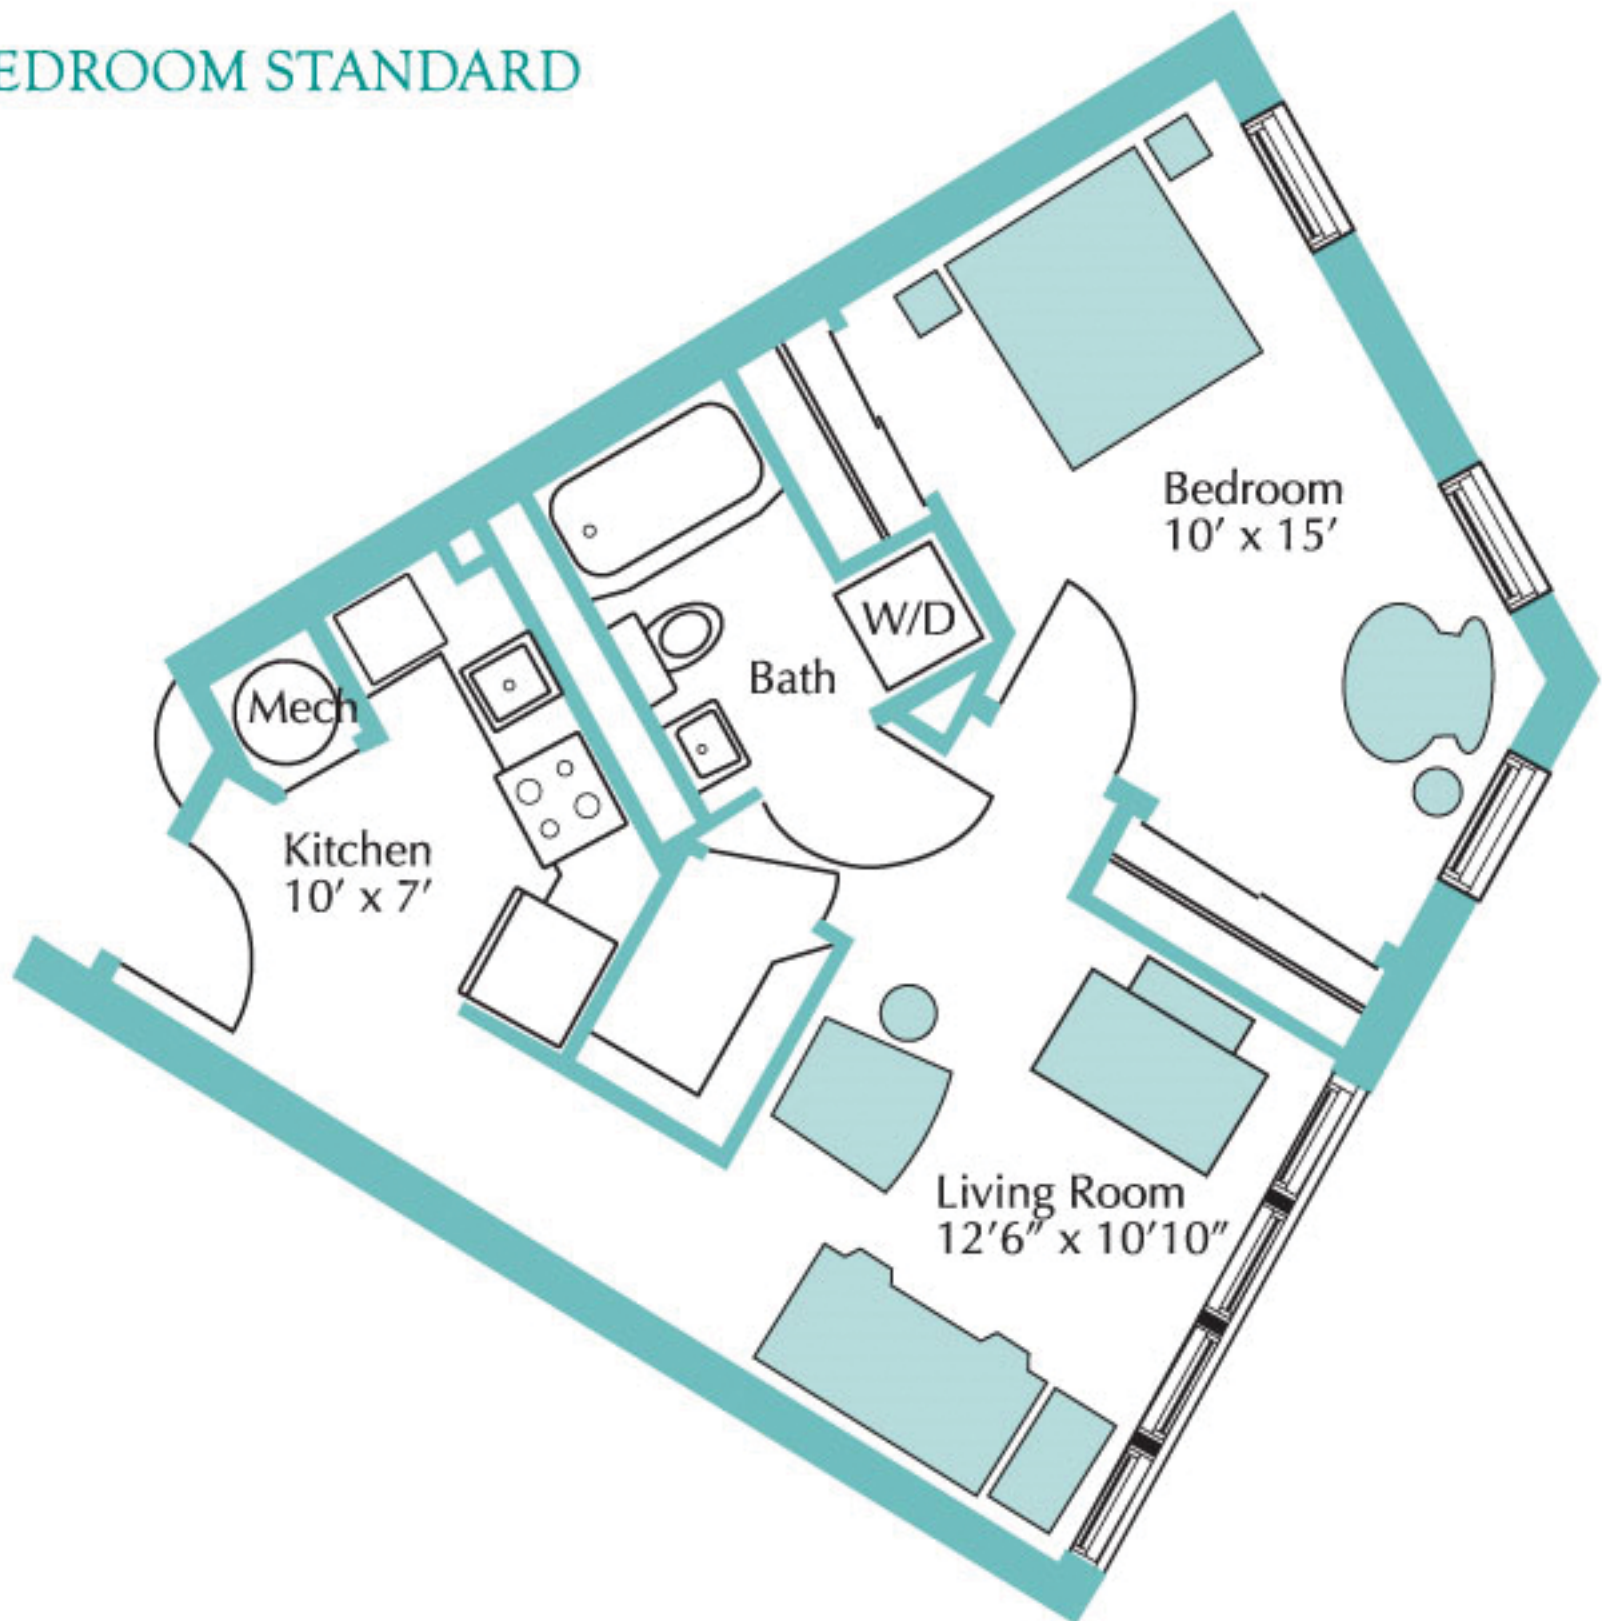 EDROOM STANDARD
Bedroom
10' x 15'
W/D
Bath
Mech
Kitchen
10' x 7'
Living Room
12'6" x 10'10"